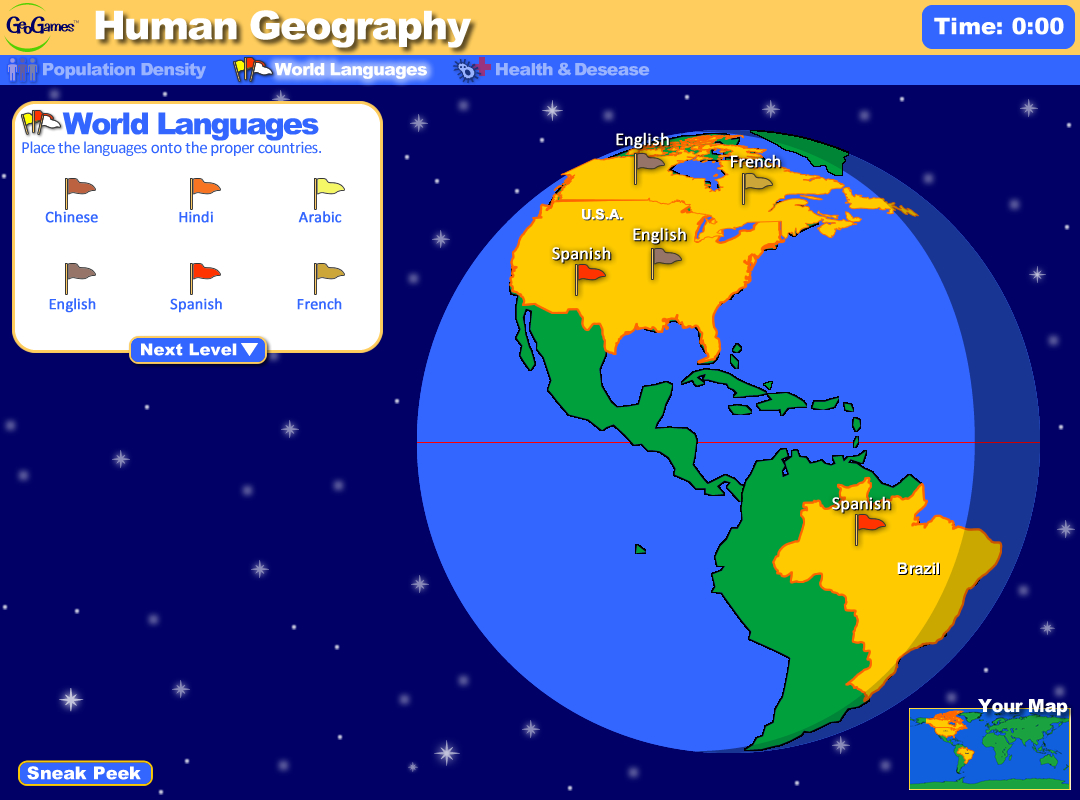 GeoGames™
Human Geography
Time: 0:00
Population Density
World Languages
Health & Desease
World Languages
Place the languages onto the proper countries.
Chinese
Hindi
Arabic
English
Spanish
French
Next Level
English
French
U.S.A.
English
Spanish
Spanish
Brazil
Your Map
Sneak Peek